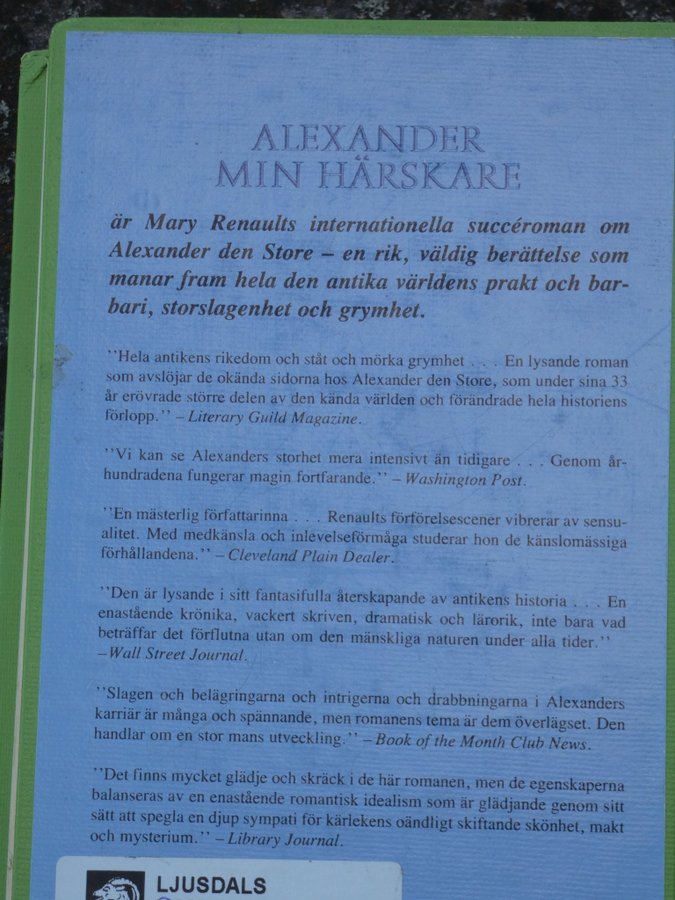 ALEXANDER
MIN HÄRSKARE
är Mary Renaults internationella succéroman om
Alexander den Store – en rik, väldig berättelse som
manar fram hela den antika världens prakt och bar-
bari, storslagenhet och grymhet.
''Hela antikens rikedom och ståt och mörka grymhet . . . En lysande roman
som avslöjar de okända sidorna hos Alexander den Store, som under sina 33
år erövrade större delen av den kända världen och förändrade hela historiens
förlopp.'' – Literary Guild Magazine.
''Vi kan se Alexanders storhet mera intensivt än tidigare . . . Genom år-
hundradena fungerar magin fortfarande.'' – Washington Post.
''En mästerlig författarinna . . . Renaults förförelsescener vibrerar av sensu-
alitet. Med medkänsla och inlevelseförmåga studerar hon de känslomässiga
förhållandena.'' – Cleveland Plain Dealer.
''Den är lysande i sitt fantasifulla återskapande av antikens historia . . . En
enastående krönika, vackert skriven, dramatisk och lärorik, inte bara vad
beträffar det förflutna utan om den mänskliga naturen under alla tider.''
– Wall Street Journal.
''Slagen och belägringarna och intrigerna och drabbningarna i Alexanders
karriär är många och spännande, men romanens tema är dem överlägset. Den
handlar om en stor mans utveckling.'' – Book of the Month Club News.
''Det finns mycket glädje och skräck i de här romanen, men de egenskaperna
balanseras av en enastående romantisk idealism som är glädjande genom sitt
sätt att spegla en djup sympati för kärlekens oändligt skiftande skönhet, makt
och mysterium.'' – Library Journal.
LJUSDALS